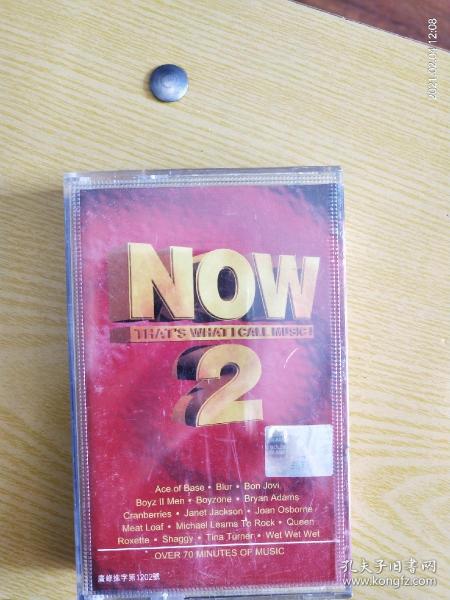 2021.02.04 12:08
NOW
THAT'S WHAT I CALL MUSIC!
2
Ace of Base • Blur • Bon Jovi
Boyz II Men • Boyzone • Bryan Adams
Cranberries • Janet Jackson • Joan Osborne
Meat Loaf • Michael Learns To Rock • Queen
Roxette • Shaggy • Tina Turner • Wet Wet Wet
OVER 70 MINUTES OF MUSIC
孔夫子旧书网
www.kongfz.com